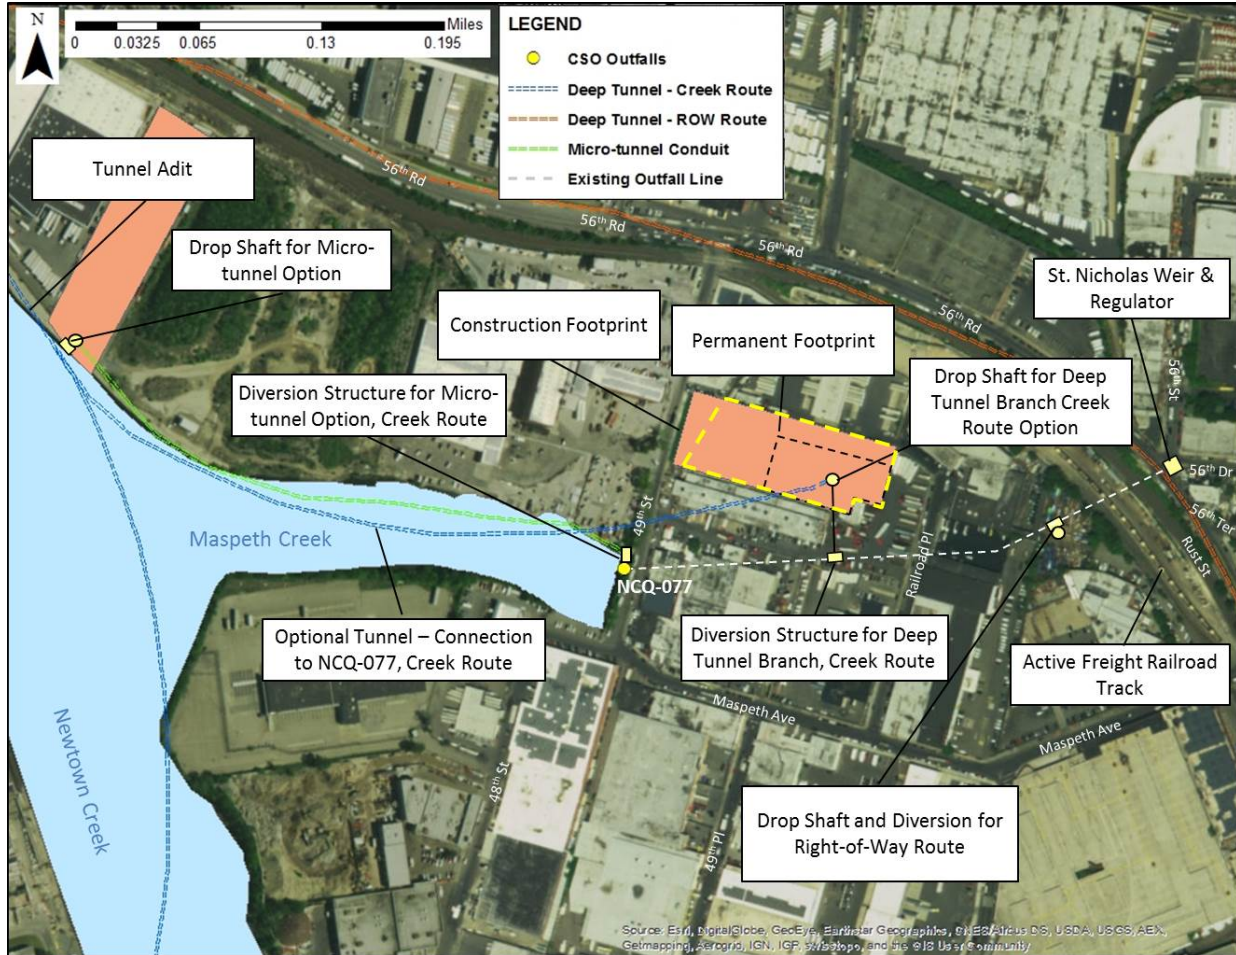 N
Miles
0 0.0325 0.065 0.13 0.195
LEGEND
CSO Outfalls
Deep Tunnel - Creek Route
Deep Tunnel - ROW Route
Micro-tunnel Conduit
Existing Outfall Line
Tunnel Adit
56th Rd
56th Rd
56th Rd
56th Rd
Drop Shaft for Micro-
tunnel Option
St. Nicholas Weir &
Regulator
Construction Footprint
Permanent Footprint
56th St
Diversion Structure for Micro-
tunnel Option, Creek Route
Drop Shaft for Deep
Tunnel Branch Creek
Route Option
56th Dr
56th Ter
49th St
Maspeth Creek
Railroad Pl
Rust St
NCQ-077
Optional Tunnel – Connection
to NCQ-077, Creek Route
Diversion Structure for Deep
Tunnel Branch, Creek Route
Active Freight Railroad
Track
Maspeth Ave
Maspeth Ave
Newtown Creek
48th St
49th Pl
Drop Shaft and Diversion for
Right-of-Way Route
Source: Esri, DigitalGlobe, GeoEye, Earthstar Geographics, CNES/Airbus DS, USDA, USGS, AEX,
Getmapping, Aerogrid, IGN, IGP, swisstopo, and the GIS User Community